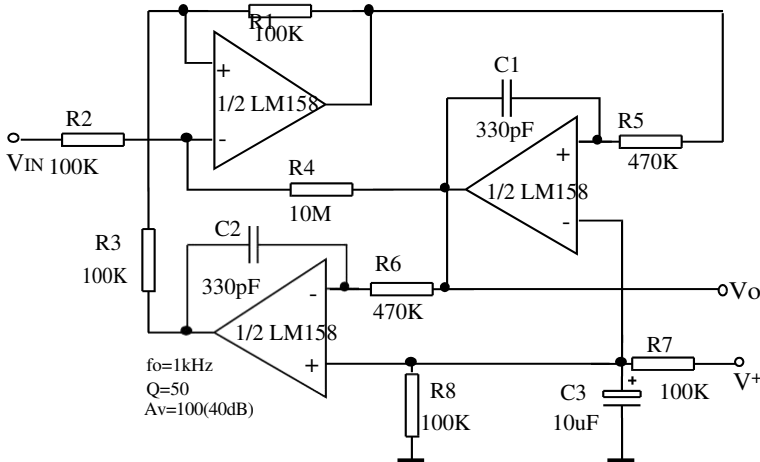 R1
100K
+
1/2 LM158
-
R2
VIN
100K
C1
330pF
R5
470K
+
1/2 LM158
-
R4
10M
R3
100K
C2
330pF
-
1/2 LM158
+
R6
470K
Vo
fo=1kHz
Q=50
Av=100(40dB)
R8
100K
C3
+
10uF
R7
100K
V+